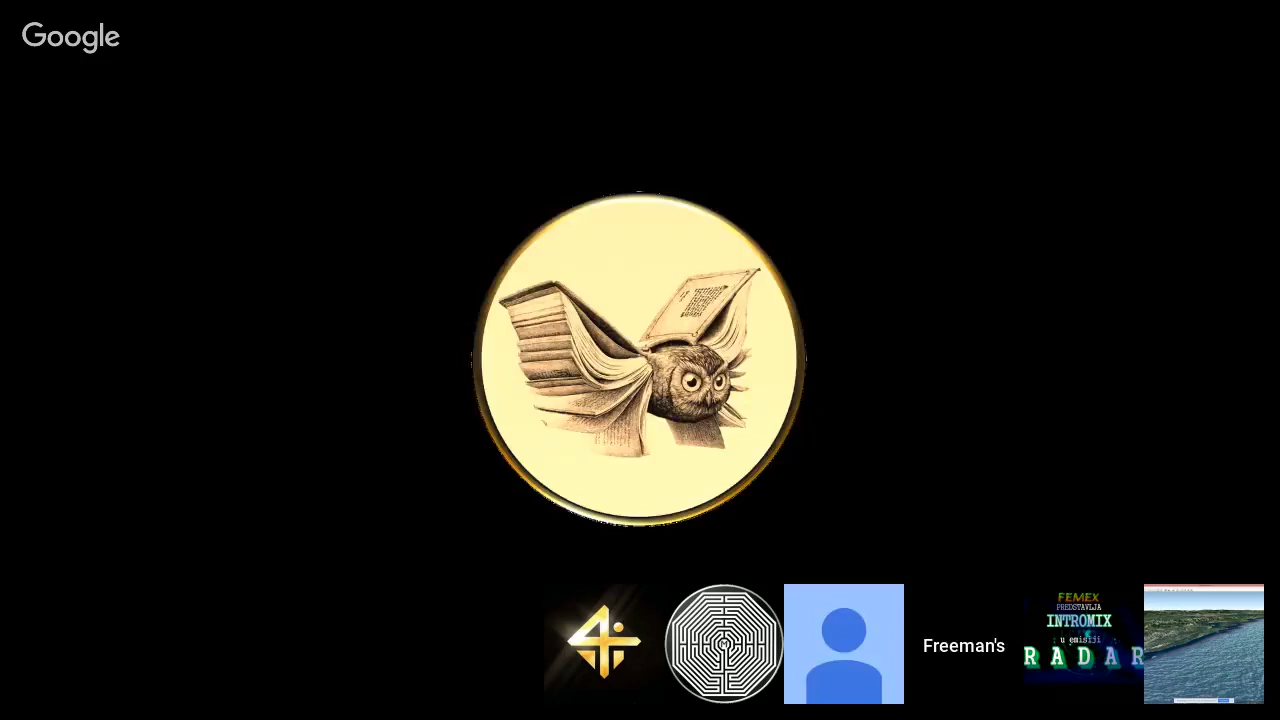 Google
Freeman's
FEMEX
PREDSTAVLJA
INTROMIX
u emisiji
RADAR